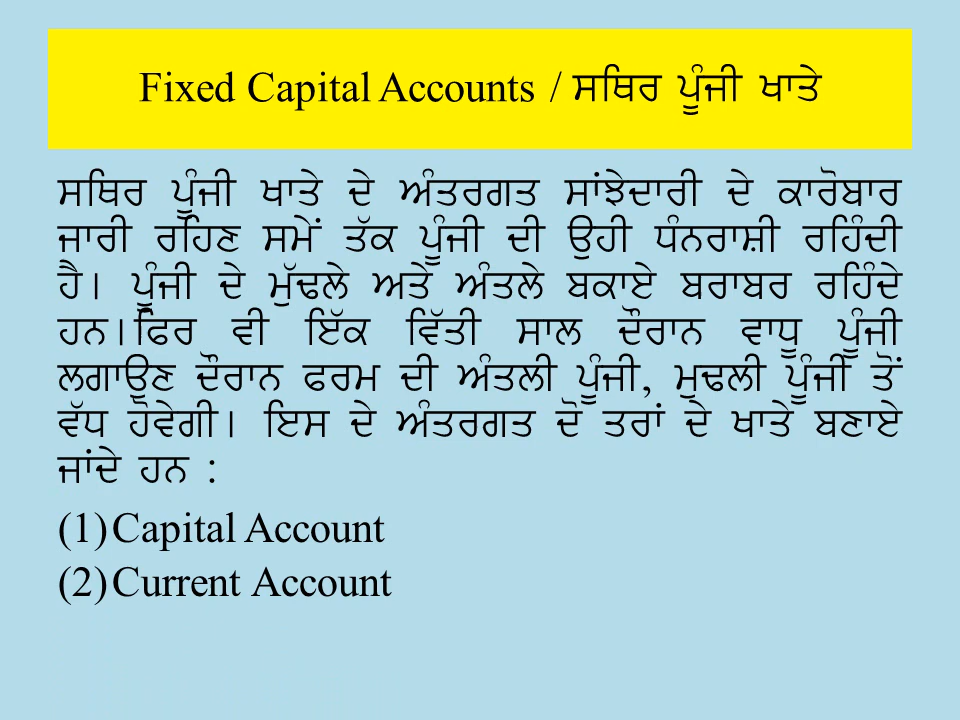 Fixed Capital Accounts / ਸਥਿਰ ਪੂੰਜੀ ਖਾਤੇ
ਸਥਿਰ ਪੂੰਜੀ ਖਾਤੇ ਦੇ ਅੰਤਰਗਤ ਸਾਂਝੇਦਾਰੀ ਦੇ ਕਾਰੋਬਾਰ
ਜਾਰੀ ਰਹਿਣ ਸਮੇਂ ਤੱਕ ਪੂੰਜੀ ਦੀ ਉਹੀ ਧੰਨਰਾਸ਼ੀ ਰਹਿੰਦੀ
ਹੈ। ਪੂੰਜੀ ਦੇ ਮੁੱਢਲੇ ਅਤੇ ਅੰਤਲੇ ਬਕਾਏ ਬਰਾਬਰ ਰਹਿੰਦੇ
ਹਨ।ਫਿਰ ਵੀ ਇੱਕ ਵਿੱਤੀ ਸਾਲ ਦੌਰਾਨ ਵਾਧੂ ਪੂੰਜੀ
ਲਗਾਉਣ ਦੌਰਾਨ ਫਰਮ ਦੀ ਅੰਤਲੀ ਪੂੰਜੀ, ਮੁਢਲੀ ਪੂੰਜੀ ਤੋਂ
ਵੱਧ ਹੋਵੇਗੀ। ਇਸ ਦੇ ਅੰਤਰਗਤ ਦੋ ਤਰਾਂ ਦੇ ਖਾਤੇ ਬਣਾਏ
ਜਾਂਦੇ ਹਨ :
(1) Capital Account
(2) Current Account